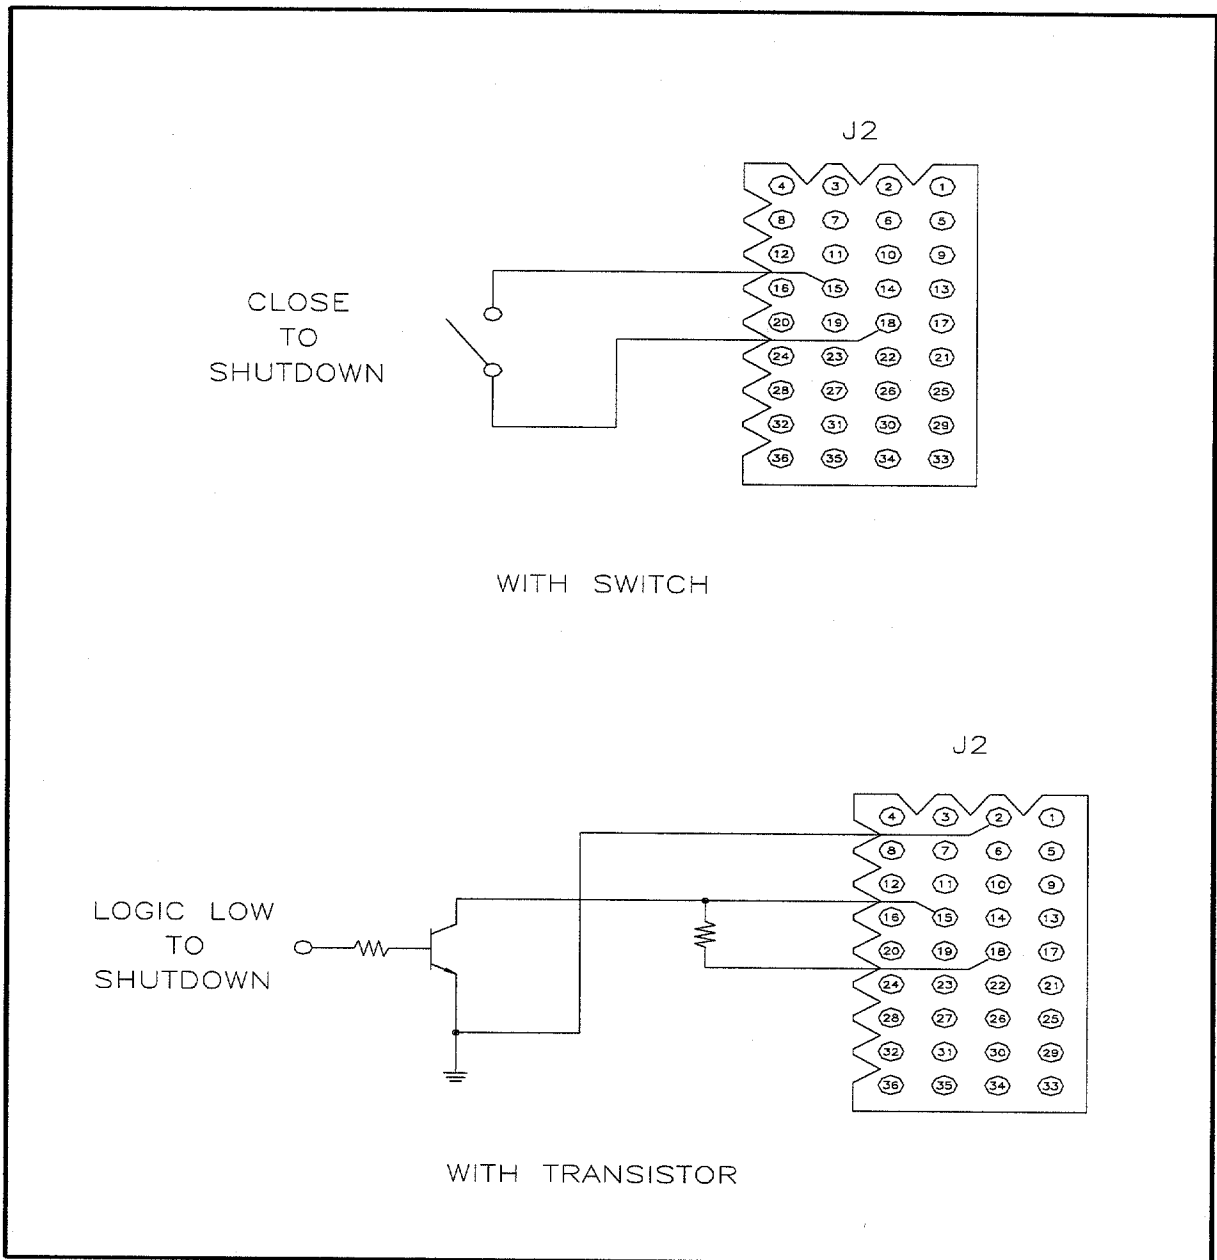 J2
4 3 2 1
8 7 6 5
12 11 10 9
16 15 14 13
20 19 18 17
24 23 22 21
28 27 26 25
32 31 30 29
36 35 34 33
CLOSE
TO
SHUTDOWN
WITH SWITCH
J2
4 3 2 1
8 7 6 5
12 11 10 9
16 15 14 13
20 19 18 17
24 23 22 21
28 27 26 25
32 31 30 29
36 35 34 33
LOGIC LOW
TO
SHUTDOWN
WITH TRANSISTOR